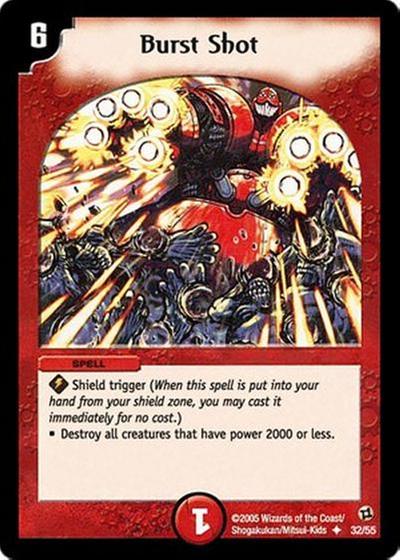 6
Burst Shot
SPELL
Shield trigger (When this spell is put into your
hand from your shield zone, you may cast it
immediately for no cost.)
▪ Destroy all creatures that have power 2000 or less.
1
©2005 Wizards of the Coast/
Shogakukan/Mitsui-Kids ✦ 32/55